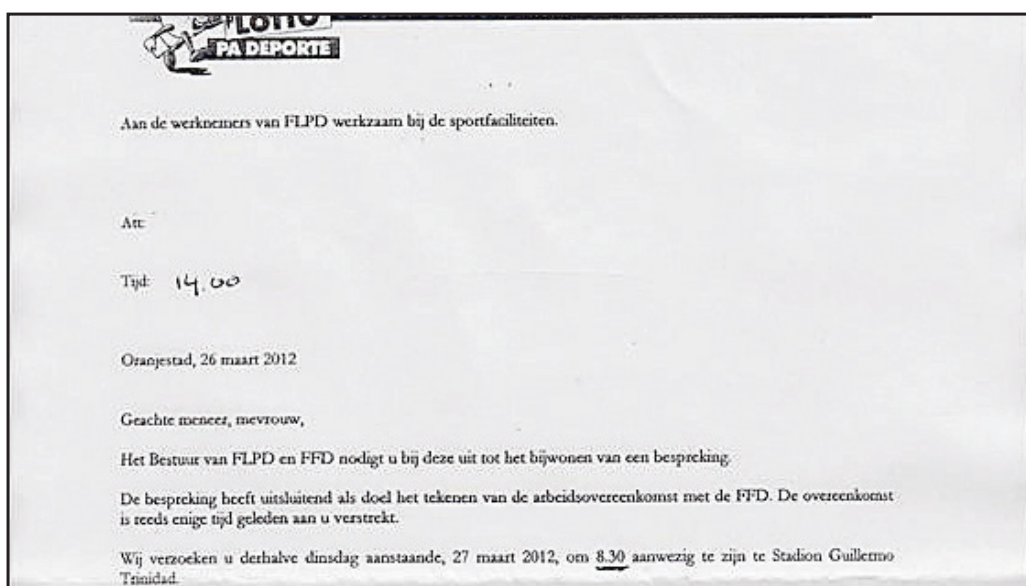 LOTTO
PA DEPORTE
Aan de werknemers van FLPD werkzaam bij de sportfaciliteiten.
Att:
Tijd: 14.00
Oranjestad, 26 maart 2012
Geachte meneer, mevrouw,
Het Bestuur van FLPD en FFD nodigt u bij deze uit tot het bijwonen van een bespreking.
De bespreking heeft uitsluitend als doel het tekenen van de arbeidsovereenkomst met de FFD. De overeenkomst
is reeds enige tijd geleden aan u verstrekt.
Wij verzoeken u derhalve dinsdag aanstaande, 27 maart 2012, om 8.30 aanwezig te zijn te Stadion Guillermo
Trinidad.